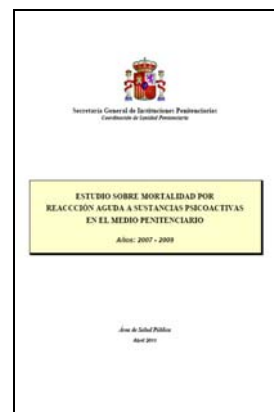 Secretaría General de Instituciones Penitenciarias
Coordinación de Sanidad Penitenciaria
ESTUDIO SOBRE MORTALIDAD POR
REACCCIÓN AGUDA A SUSTANCIAS PSICOACTIVAS
EN EL MEDIO PENITENCIARIO
Años: 2007 - 2009
Área de Salud Pública
Abril 2011